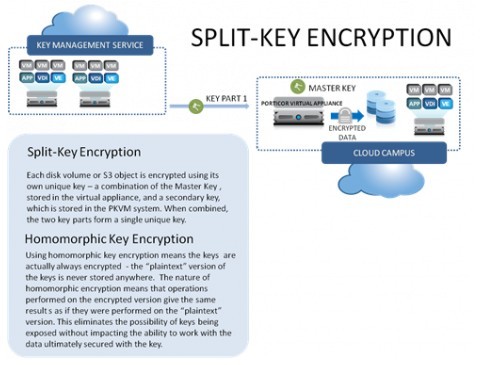 SPLIT-KEY ENCRYPTION
KEY MANAGEMENT SERVICE
VM VM VM VM VM VM
APP VDI VE APP VDI VE
KEY PART 1
MASTER KEY
PORTICOR VIRTUAL APPLIANCE
ENCRYPTED
DATA
VM VM VM
APP VDI VE
CLOUD CAMPUS
Split-Key Encryption
Each disk volume or S3 object is encrypted using its
own unique key – a combination of the Master Key ,
stored in the virtual appliance, and a secondary key,
which is stored in the PKVM system. When combined,
the two key parts form a single unique key.
Homomorphic Key Encryption
Using homomorphic key encryption means the keys are
actually always encrypted - the “plaintext” version of
the keys is never stored anywhere. The nature of
homomorphic encryption means that operations
performed on the encrypted version give the same
results as if they were performed on the “plaintext”
version. This eliminates the possibility of keys being
exposed without impacting the ability to work with the
data ultimately secured with the key.